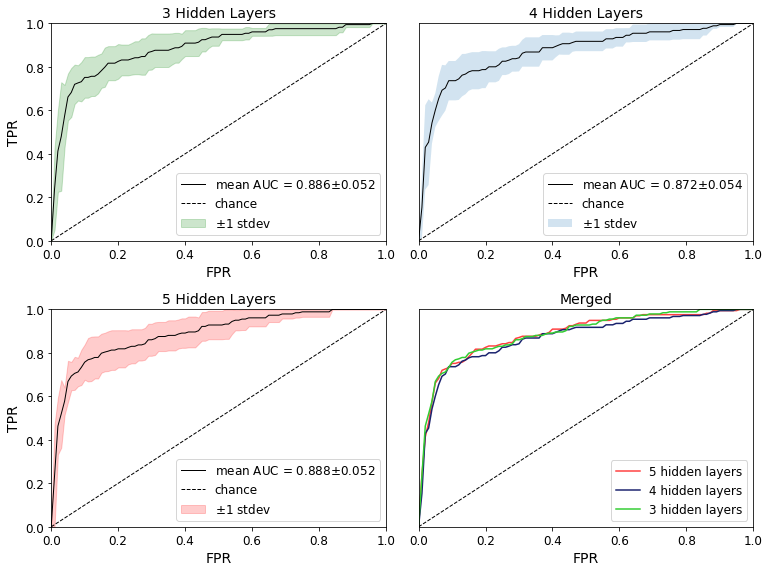 3 Hidden Layers
TPR
1.0
0.8
0.6
0.4
0.2
0.0
mean AUC = 0.886±0.052
chance
±1 stdev
0.0 0.2 0.4 0.6 0.8 1.0
FPR
4 Hidden Layers
mean AUC = 0.872±0.054
chance
±1 stdev
0.0 0.2 0.4 0.6 0.8 1.0
FPR
5 Hidden Layers
TPR
1.0
0.8
0.6
0.4
0.2
0.0
mean AUC = 0.888±0.052
chance
±1 stdev
0.0 0.2 0.4 0.6 0.8 1.0
FPR
Merged
5 hidden layers
4 hidden layers
3 hidden layers
0.0 0.2 0.4 0.6 0.8 1.0
FPR